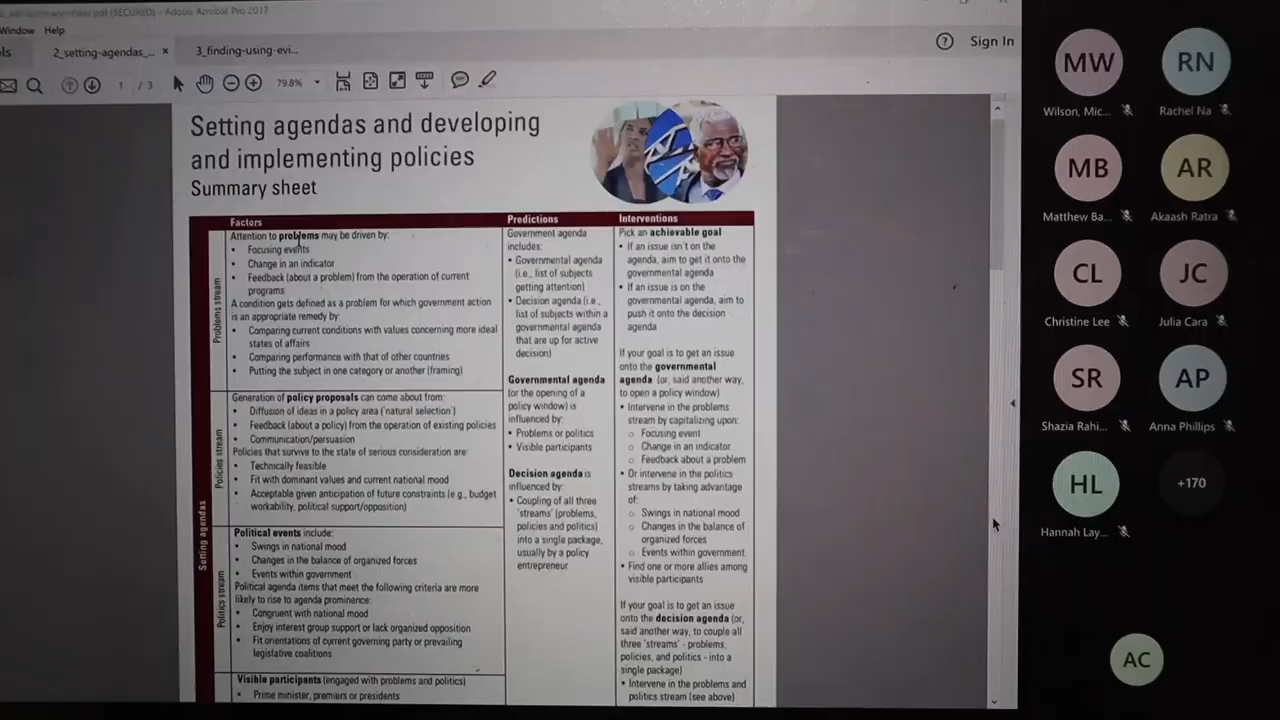 (SECURED) - Adobe Acrobat Pro 2017
Window Help
2_setting-agendas_... × 3_finding-using-evi...
Sign In
1 / 3 79.8%
Setting agendas and developing
and implementing policies
Summary sheet
Factors
Predictions
Interventions
Setting agendas
Problems stream
Attention to problems may be driven by:
• Focusing events
• Change in an indicator
• Feedback (about a problem) from the operation of current
programs
A condition gets defined as a problem for which government action
is an appropriate remedy by:
• Comparing current conditions with values concerning more ideal
states of affairs
• Comparing performance with that of other countries
• Putting the subject in one category or another (framing)
Policies stream
Generation of policy proposals can come about from:
• Diffusion of ideas in a policy area ('natural selection')
• Feedback (about a policy) from the operation of existing policies
• Communication/persuasion
Policies that survive to the state of serious consideration are:
• Technically feasible
• Fit with dominant values and current national mood
• Acceptable given anticipation of future constraints (e.g., budget
workability, political support/opposition)
Politics stream
Political events include:
• Swings in national mood
• Changes in the balance of organized forces
• Events within government
Political agenda items that meet the following criteria are more
likely to rise to agenda prominence:
• Congruent with national mood
• Enjoy interest group support or lack organized opposition
• Fit orientations of current governing party or prevailing
legislative coalitions
Visible participants (engaged with problems and politics)
• Prime minister, premiers or presidents
Government agenda
includes:
• Governmental agenda
(i.e., list of subjects
getting attention)
• Decision agenda (i.e.,
list of subjects within a
governmental agenda
that are up for active
decision)
Governmental agenda
(or the opening of a
policy window) is
influenced by:
• Problems or politics
• Visible participants
Decision agenda is
influenced by:
• Coupling of all three
'streams' (problems,
policies and politics)
into a single package,
usually by a policy
entrepreneur
Pick an achievable goal
• If an issue isn't on the
agenda, aim to get it onto the
governmental agenda
• If an issue is on the
governmental agenda, aim to
push it onto the decision
agenda
If your goal is to get an issue
onto the governmental
agenda (or, said another way,
to open a policy window)
• Intervene in the problems
stream by capitalizing upon:
o Focusing event
o Change in an indicator
o Feedback about a problem
• Or intervene in the politics
streams by taking advantage
of:
o Swings in national mood
o Changes in the balance of
organized forces
o Events within government
• Find one or more allies among
visible participants
If your goal is to get an issue
onto the decision agenda (or,
said another way, to couple all
three 'streams' - problems,
policies, and politics - into a
single package)
• Intervene in the problems and
politics stream (see above)
MW RN
Wilson, Mic... Rachel Na
MB AR
Matthew Ba... Akaash Ratra
CL JC
Christine Lee Julia Cara
SR AP
Shazia Rahi... Anna Phillips
HL +170
Hannah Lay...
AC